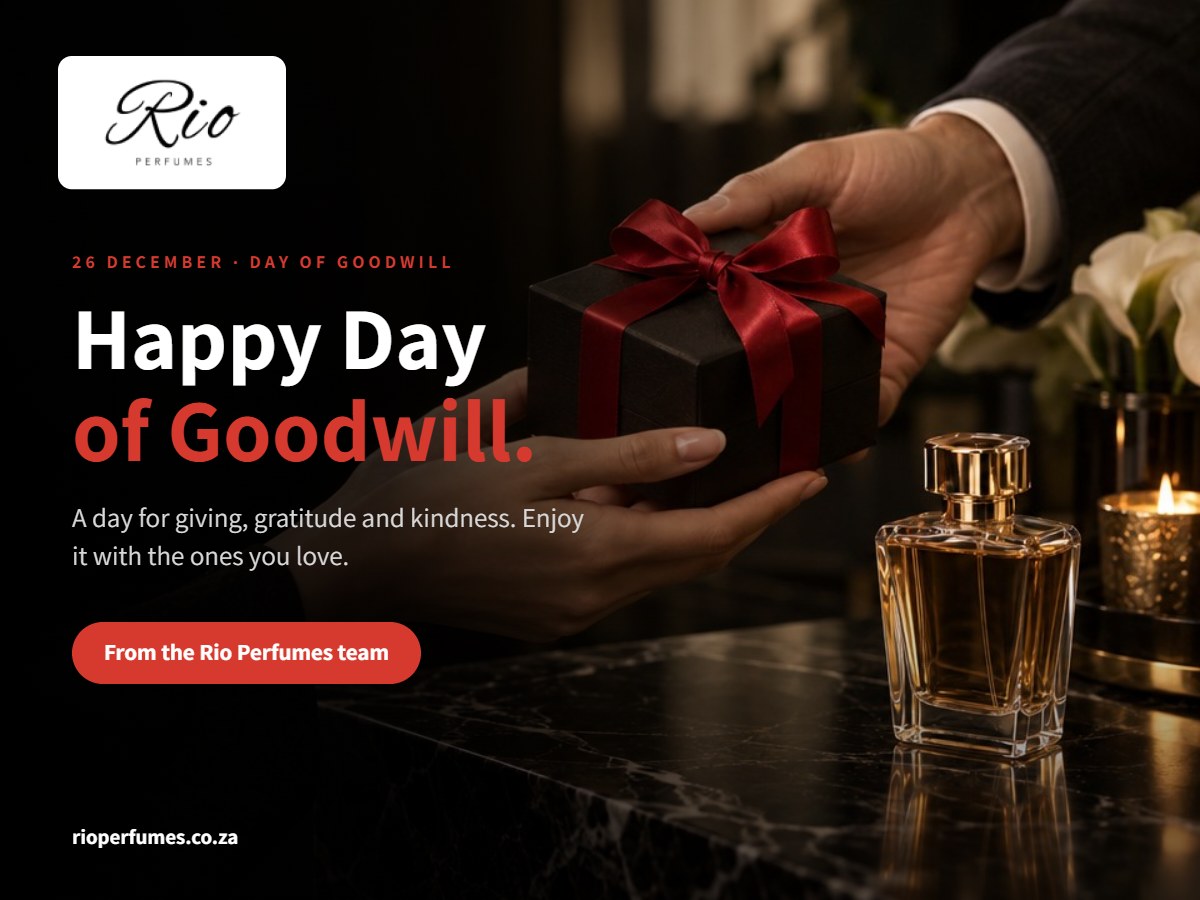 Rio
PERFUMES
26 DECEMBER · DAY OF GOODWILL
Happy Day
of Goodwill.
A day for giving, gratitude and kindness. Enjoy
it with the ones you love.
From the Rio Perfumes team
rioperfumes.co.za